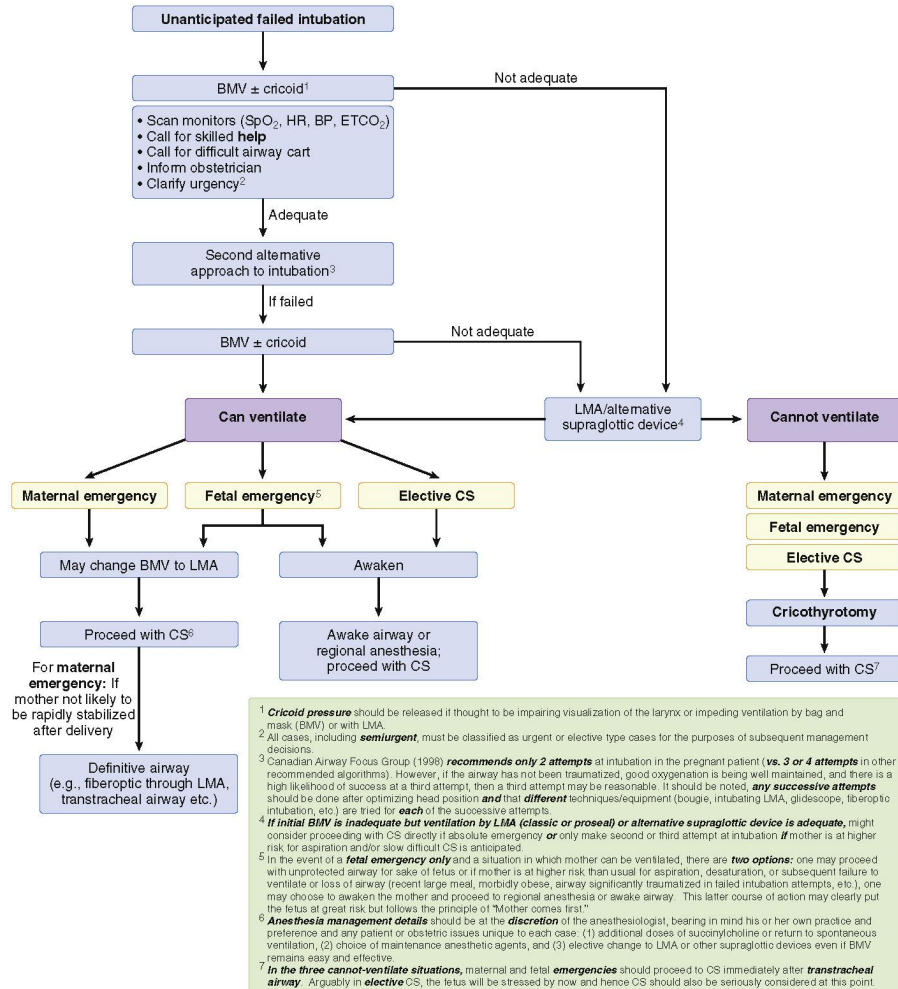 Unanticipated failed intubation
BMV ± cricoid¹
Not adequate
• Scan monitors (SpO₂, HR, BP, ETCO₂)
• Call for skilled help
• Call for difficult airway cart
• Inform obstetrician
• Clarify urgency²
Adequate
Second alternative
approach to intubation³
If failed
BMV ± cricoid
Not adequate
Can ventilate
LMA/alternative
supraglottic device⁴
Cannot ventilate
Maternal emergency
Fetal emergency⁵
Elective CS
May change BMV to LMA
Awaken
Proceed with CS⁶
Awake airway or
regional anesthesia;
proceed with CS
For maternal
emergency: If
mother not likely to
be rapidly stabilized
after delivery
Definitive airway
(e.g., fiberoptic through LMA,
transtracheal airway etc.)
Maternal emergency
Fetal emergency
Elective CS
Cricothyrotomy
Proceed with CS⁷
¹ Cricoid pressure should be released if thought to be impairing visualization of the larynx or impeding ventilation by bag and
mask (BMV) or with LMA.
² All cases, including semiurgent, must be classified as urgent or elective type cases for the purposes of subsequent management
decisions.
³ Canadian Airway Focus Group (1998) recommends only 2 attempts at intubation in the pregnant patient (vs. 3 or 4 attempts in other
recommended algorithms). However, if the airway has not been traumatized, good oxygenation is being well maintained, and there is a
high likelihood of success at a third attempt, then a third attempt may be reasonable. It should be noted, any successive attempts
should be done after optimizing head position and that different techniques/equipment (bougie, intubating LMA, glidescope, fiberoptic
intubation, etc.) are tried for each of the successive attempts.
⁴ If initial BMV is inadequate but ventilation by LMA (classic or proseal) or alternative supraglottic device is adequate, might
consider proceeding with CS directly if absolute emergency or only make second or third attempt at intubation if mother is at higher
risk for aspiration and/or slow difficult CS is anticipated.
⁵ In the event of a fetal emergency only and a situation in which mother can be ventilated, there are two options: one may proceed
with unprotected airway for sake of fetus or if mother is at higher risk than usual for aspiration, desaturation, or subsequent failure to
ventilate or loss of airway (recent large meal, morbidly obese, airway significantly traumatized in failed intubation attempts, etc.), one
may choose to awaken the mother and proceed to regional anesthesia or awake airway. This latter course of action may clearly put
the fetus at great risk but follows the principle of "Mother comes first."
⁶ Anesthesia management details should be at the discretion of the anesthesiologist, bearing in mind his or her own practice and
preference and any patient or obstetric issues unique to each case: (1) additional doses of succinylcholine or return to spontaneous
ventilation, (2) choice of maintenance anesthetic agents, and (3) elective change to LMA or other supraglottic devices even if BMV
remains easy and effective.
⁷ In the three cannot-ventilate situations, maternal and fetal emergencies should proceed to CS immediately after transtracheal
airway. Arguably in elective CS, the fetus will be stressed by now and hence CS should also be seriously considered at this point.